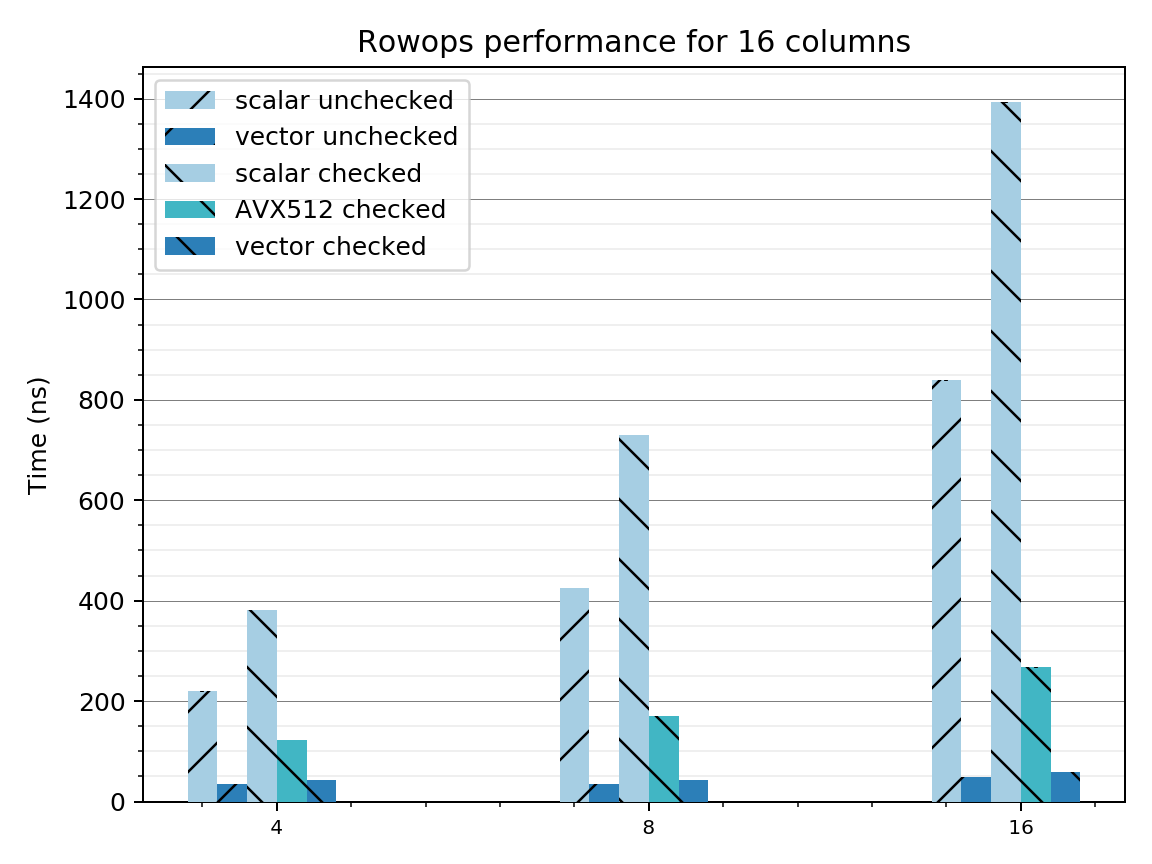 Rowops performance for 16 columns
scalar unchecked
vector unchecked
scalar checked
AVX512 checked
vector checked
Time (ns)
1400
1200
1000
800
600
400
200
0
4
8
16